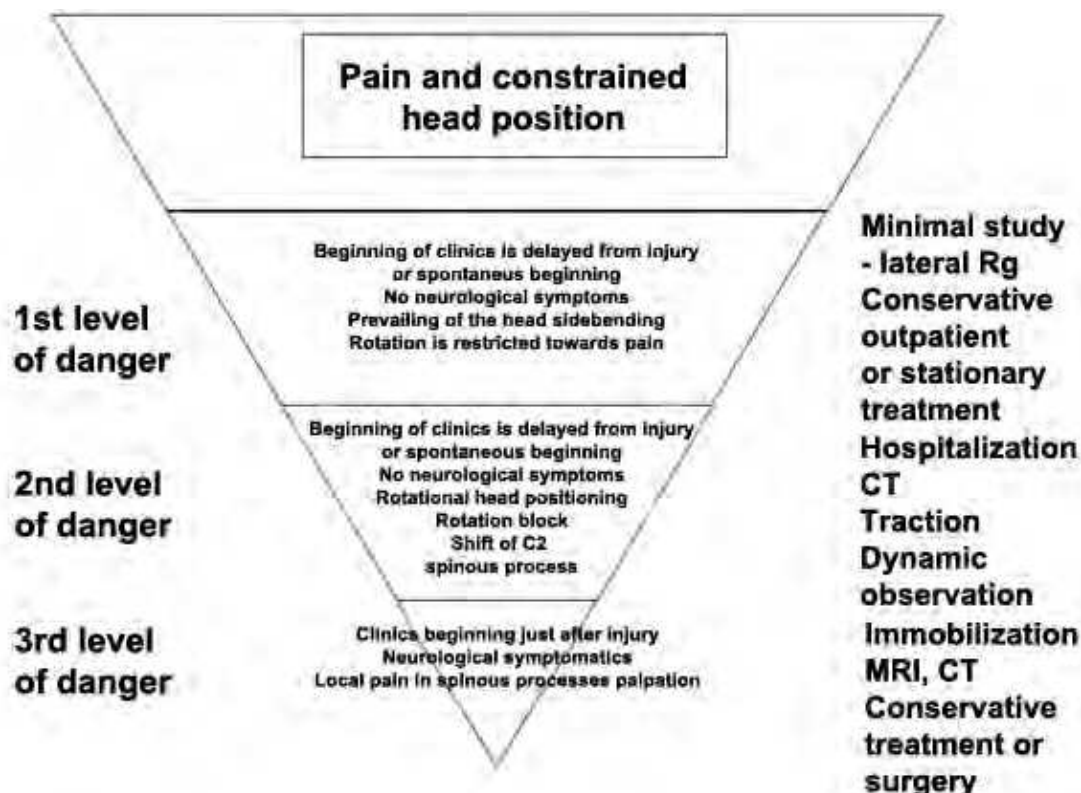 Pain and constrained
head position
1st level
of danger
Beginning of clinics is delayed from injury
or spontaneus beginning
No neurological symptoms
Prevailing of the head sidebending
Rotation is restricted towards pain
Minimal study
- lateral Rg
Conservative
outpatient
or stationary
treatment
2nd level
of danger
Beginning of clinics is delayed from injury
or spontaneous beginning
No neurological symptoms
Rotational head positioning
Rotation block
Shift of C2
spinous process
Hospitalization
CT
Traction
Dynamic
observation
3rd level
of danger
Clinics beginning just after injury
Neurological symptomatics
Local pain in spinous processes palpation
Immobilization
MRI, CT
Conservative
treatment or
surgery